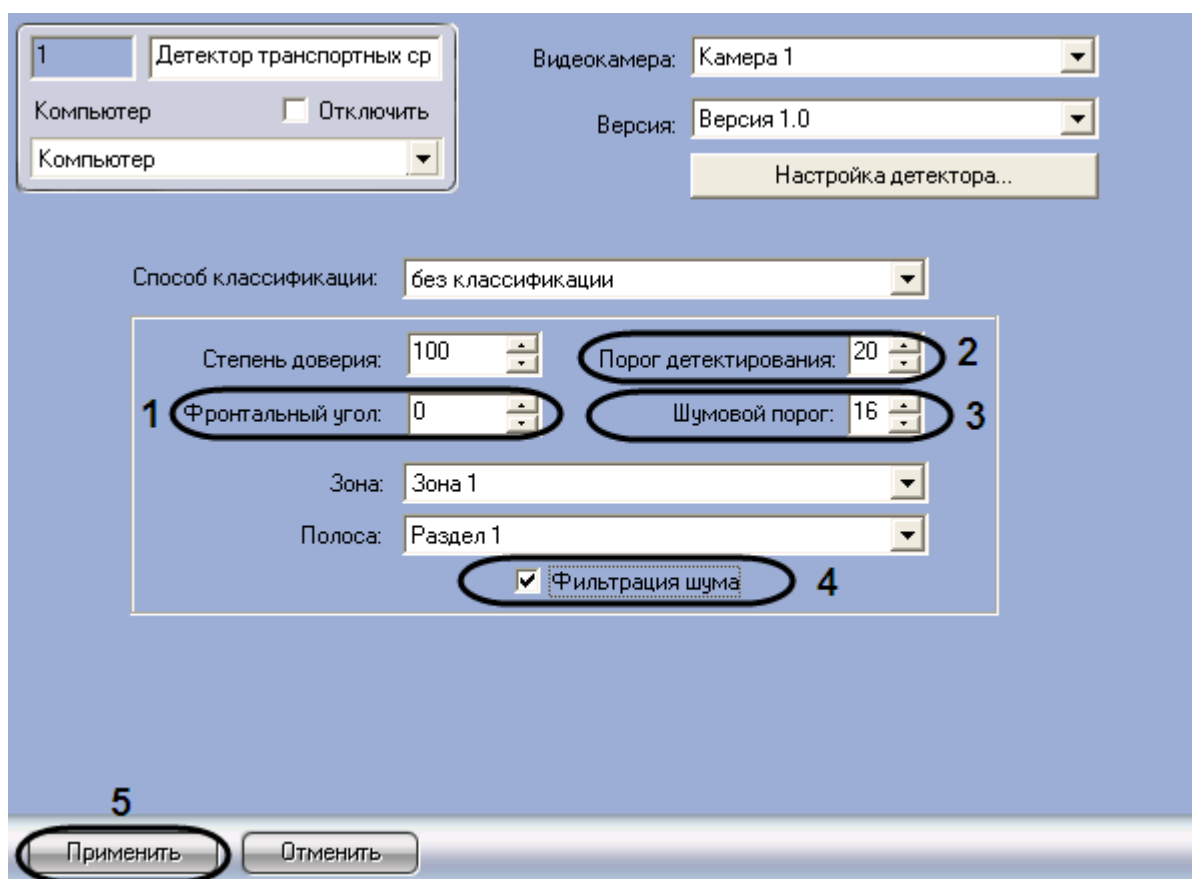 1
Детектор транспортных ср
Компьютер
Отключить
Компьютер
Видеокамера:
Камера 1
Версия:
Версия 1.0
Настройка детектора...
Способ классификации:
без классификации
Степень доверия:
100
Порог детектирования:
20
2
1
Фронтальный угол:
0
Шумовой порог:
16
3
Зона:
Зона 1
Полоса:
Раздел 1
Фильтрация шума
4
5
Применить
Отменить